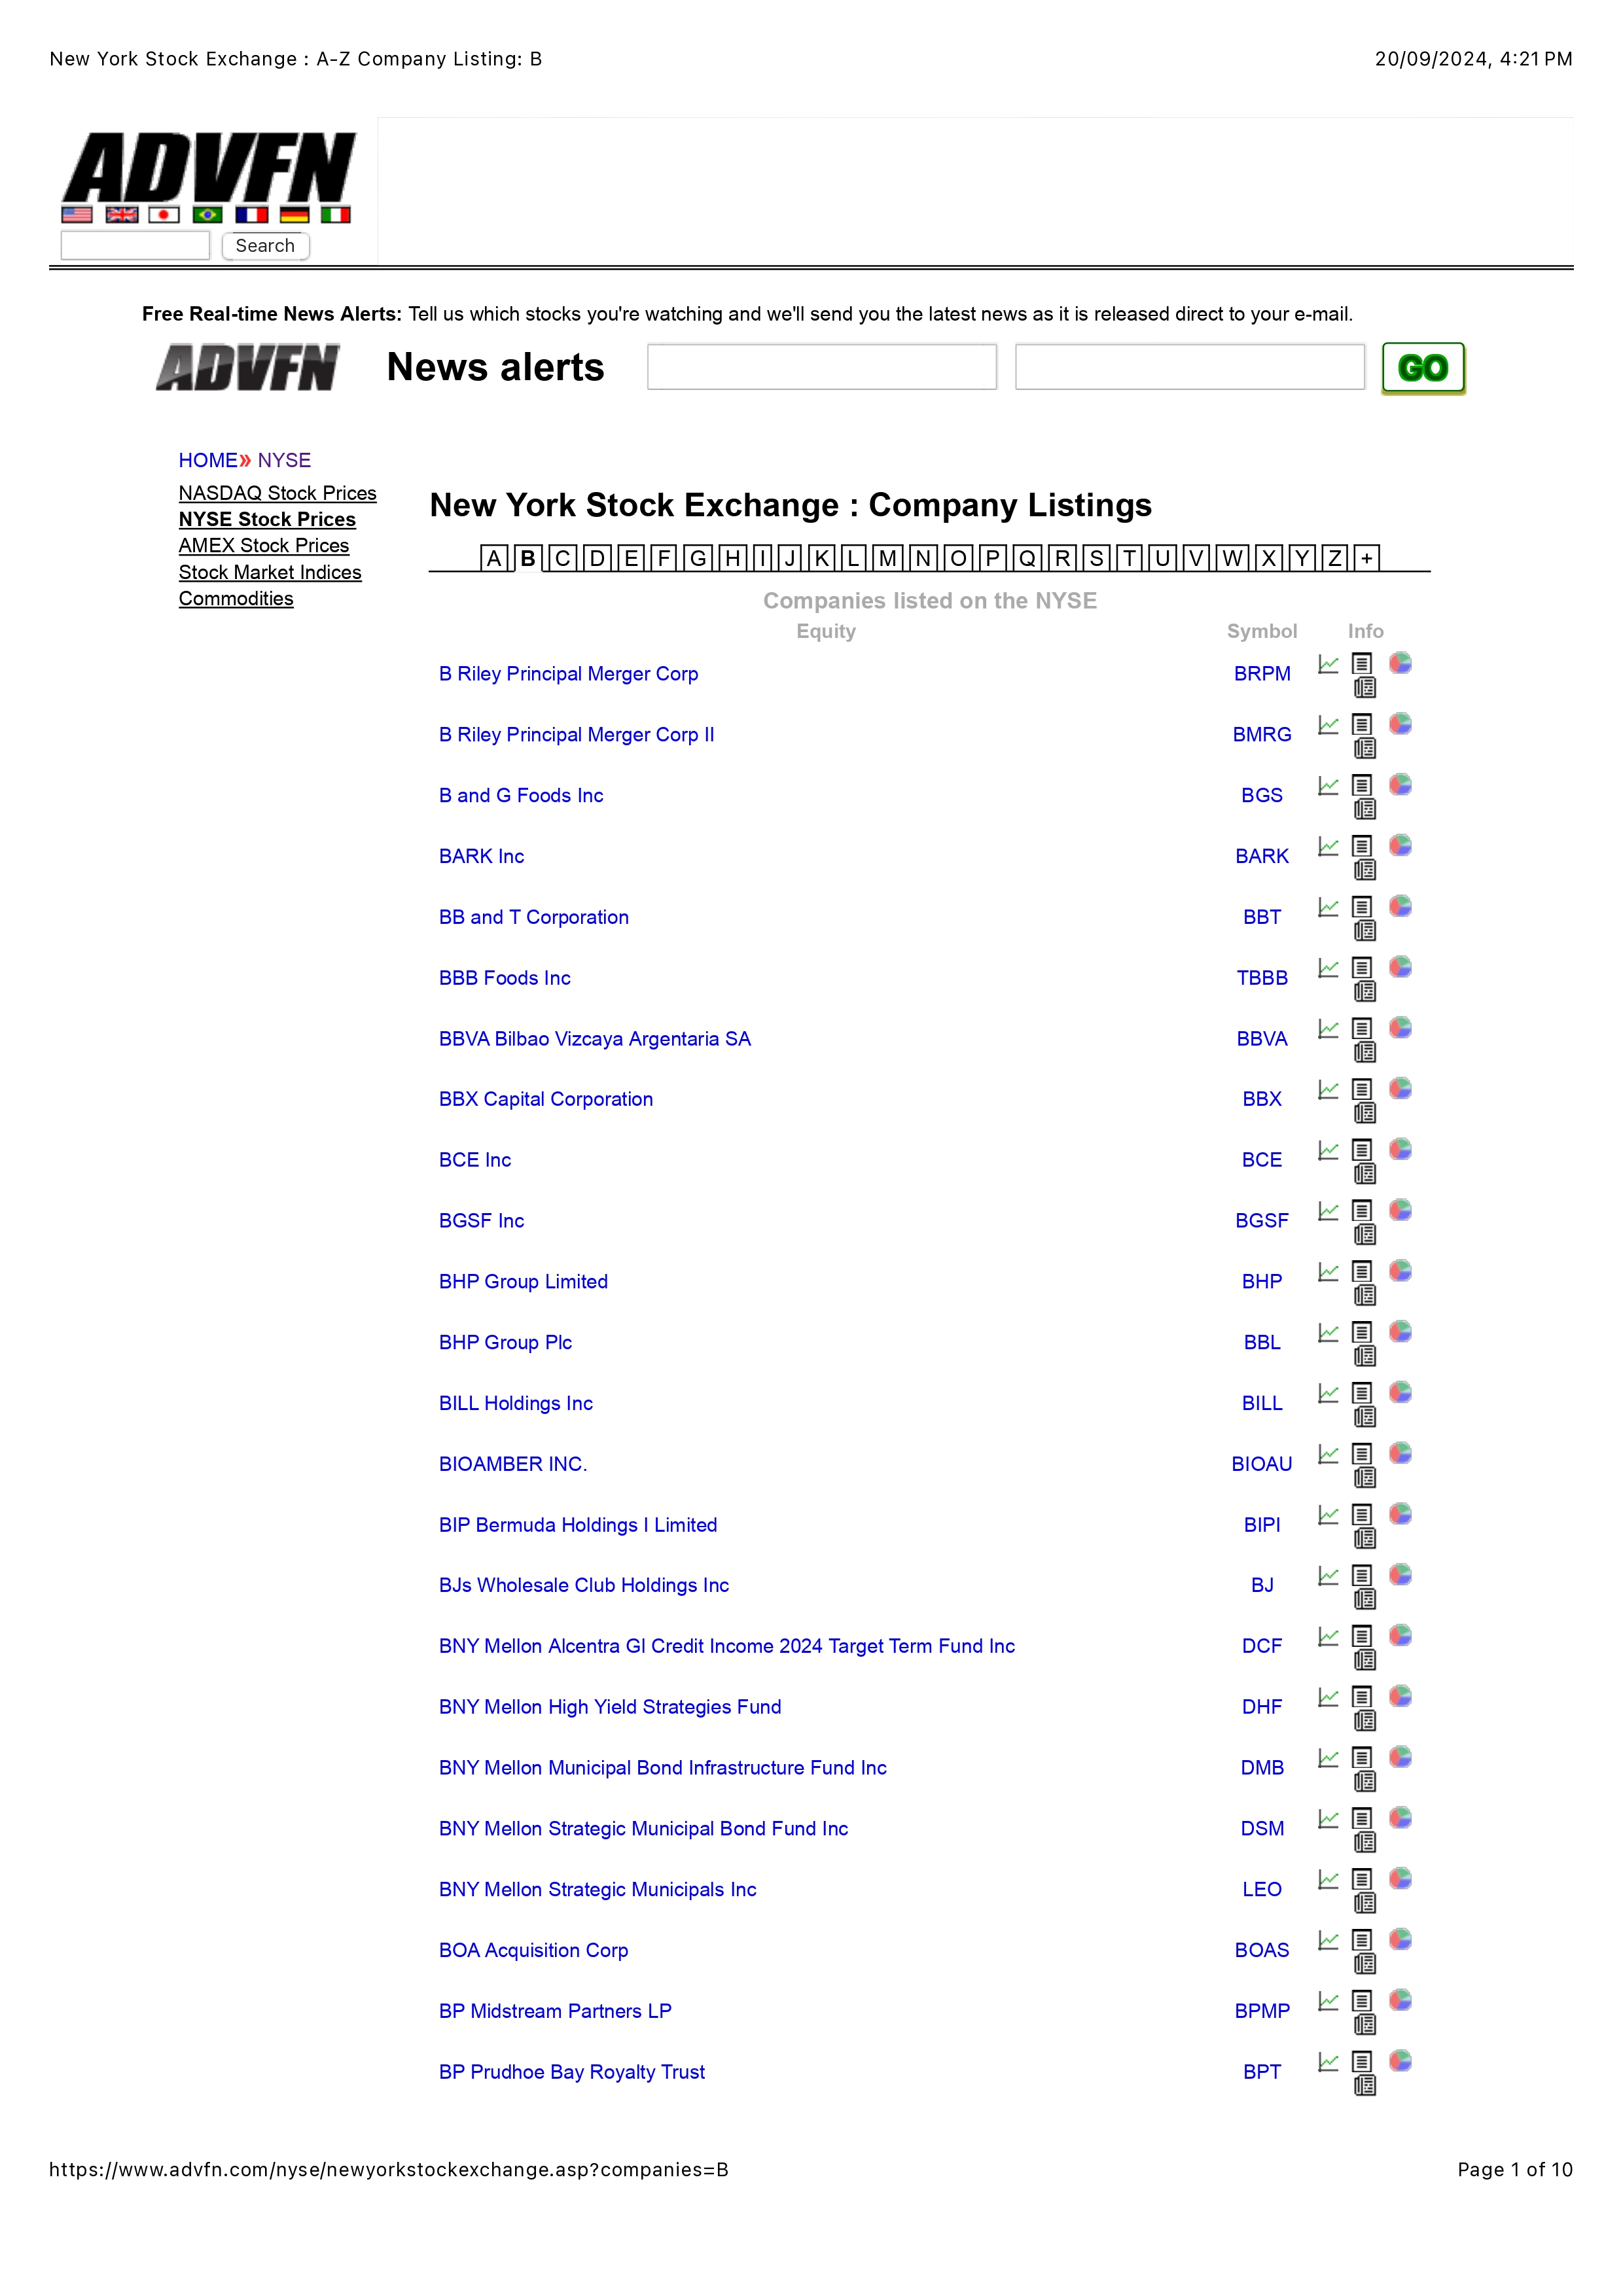 New York Stock Exchange : A-Z Company Listing: B 20/09/2024, 4:21 PM
ADVFN
Search
Free Real-time News Alerts: Tell us which stocks you're watching and we'll send you the latest news as it is released direct to your e-mail.
ADVFN News alerts GO
HOME» NYSE
NASDAQ Stock Prices
NYSE Stock Prices
AMEX Stock Prices
Stock Market Indices
Commodities
New York Stock Exchange : Company Listings
A B C D E F G H I J K L M N O P Q R S T U V W X Y Z +
Companies listed on the NYSE
Equity Symbol Info
B Riley Principal Merger Corp BRPM
B Riley Principal Merger Corp II BMRG
B and G Foods Inc BGS
BARK Inc BARK
BB and T Corporation BBT
BBB Foods Inc TBBB
BBVA Bilbao Vizcaya Argentaria SA BBVA
BBX Capital Corporation BBX
BCE Inc BCE
BGSF Inc BGSF
BHP Group Limited BHP
BHP Group Plc BBL
BILL Holdings Inc BILL
BIOAMBER INC. BIOAU
BIP Bermuda Holdings I Limited BIPI
BJs Wholesale Club Holdings Inc BJ
BNY Mellon Alcentra Gl Credit Income 2024 Target Term Fund Inc DCF
BNY Mellon High Yield Strategies Fund DHF
BNY Mellon Municipal Bond Infrastructure Fund Inc DMB
BNY Mellon Strategic Municipal Bond Fund Inc DSM
BNY Mellon Strategic Municipals Inc LEO
BOA Acquisition Corp BOAS
BP Midstream Partners LP BPMP
BP Prudhoe Bay Royalty Trust BPT
https://www.advfn.com/nyse/newyorkstockexchange.asp?companies=B Page 1 of 10